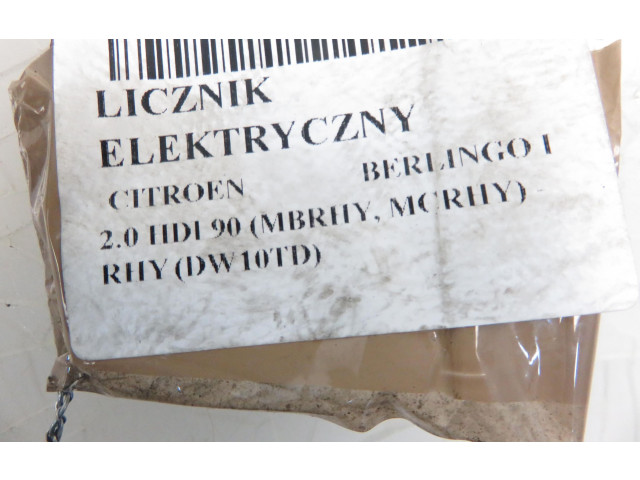 LICZNIK
ELEKTRYCZNY
CITROEN BERLINGO I
2.0 HDI 90 (MBRHY, MCRHY)
RHY (DW10TD)